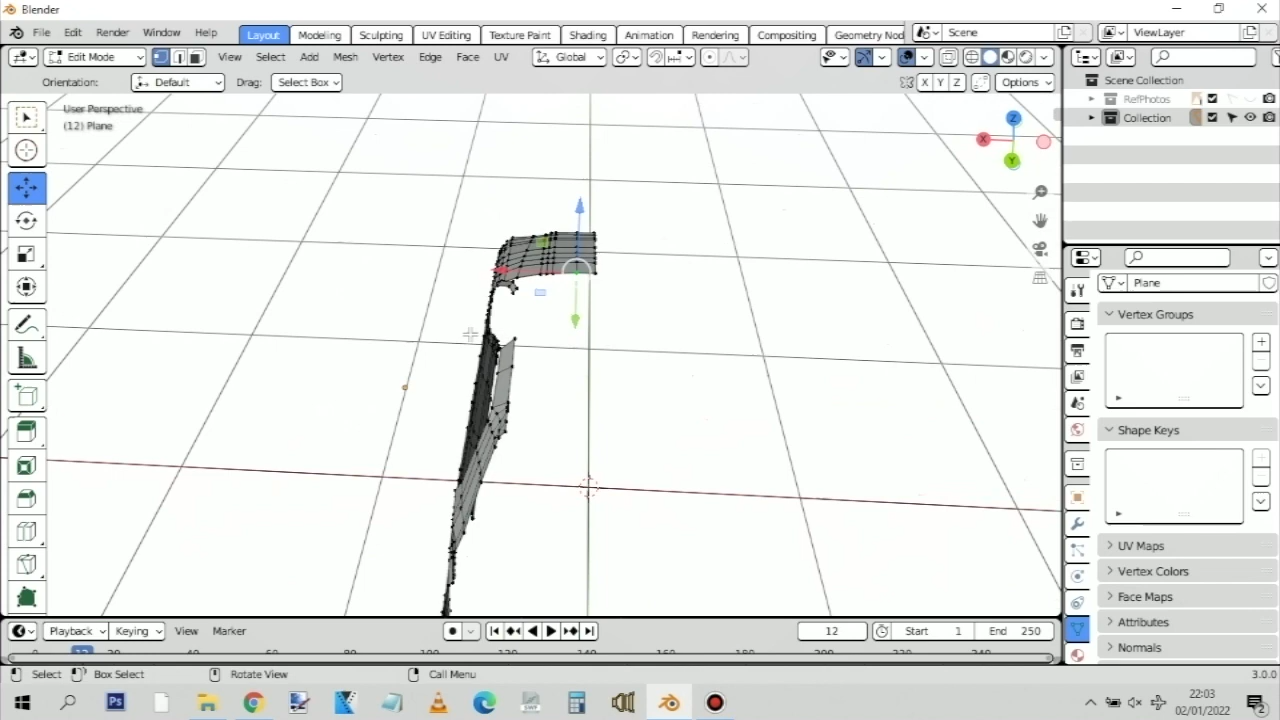 Blender
File Edit Render Window Help Layout Modeling Sculpting UV Editing Texture Paint Shading Animation Rendering Compositing Geometry Nod Scene ViewLayer
Edit Mode View Select Add Mesh Vertex Edge Face UV Global
Orientation: Default Drag: Select Box X Y Z Options
User Perspective
(12) Plane
Z
X
Y
Scene Collection
RefPhotos
Collection
Plane
Vertex Groups
Shape Keys
UV Maps
Vertex Colors
Face Maps
Attributes
Normals
Playback Keying View Marker 12 Start 1 End 250
Select Box Select Rotate View Call Menu 3.0.0
Ps
22:03
02/01/2022
2